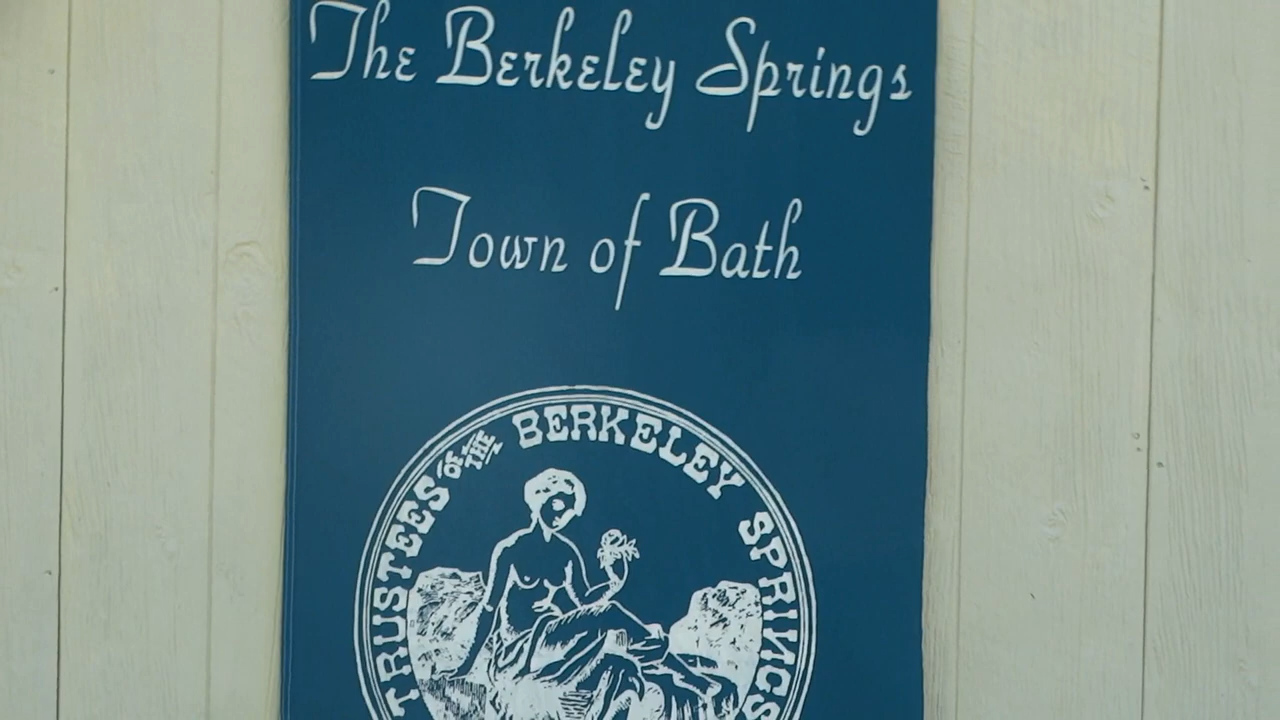 The Berkeley Springs
Town of Bath
TRUSTEES OF THE BERKELEY SPRINGS